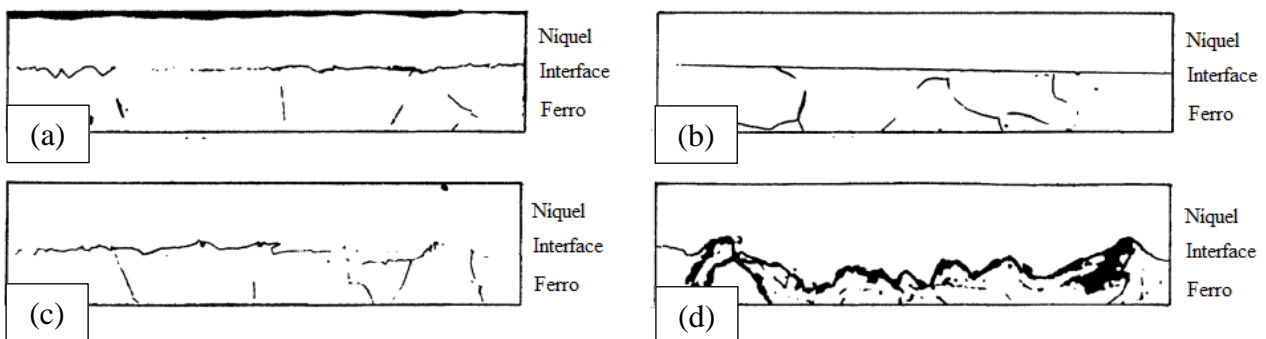 Níquel
Interface
Ferro
(a)
Níquel
Interface
Ferro
(b)
Níquel
Interface
Ferro
(c)
Níquel
Interface
Ferro
(d)